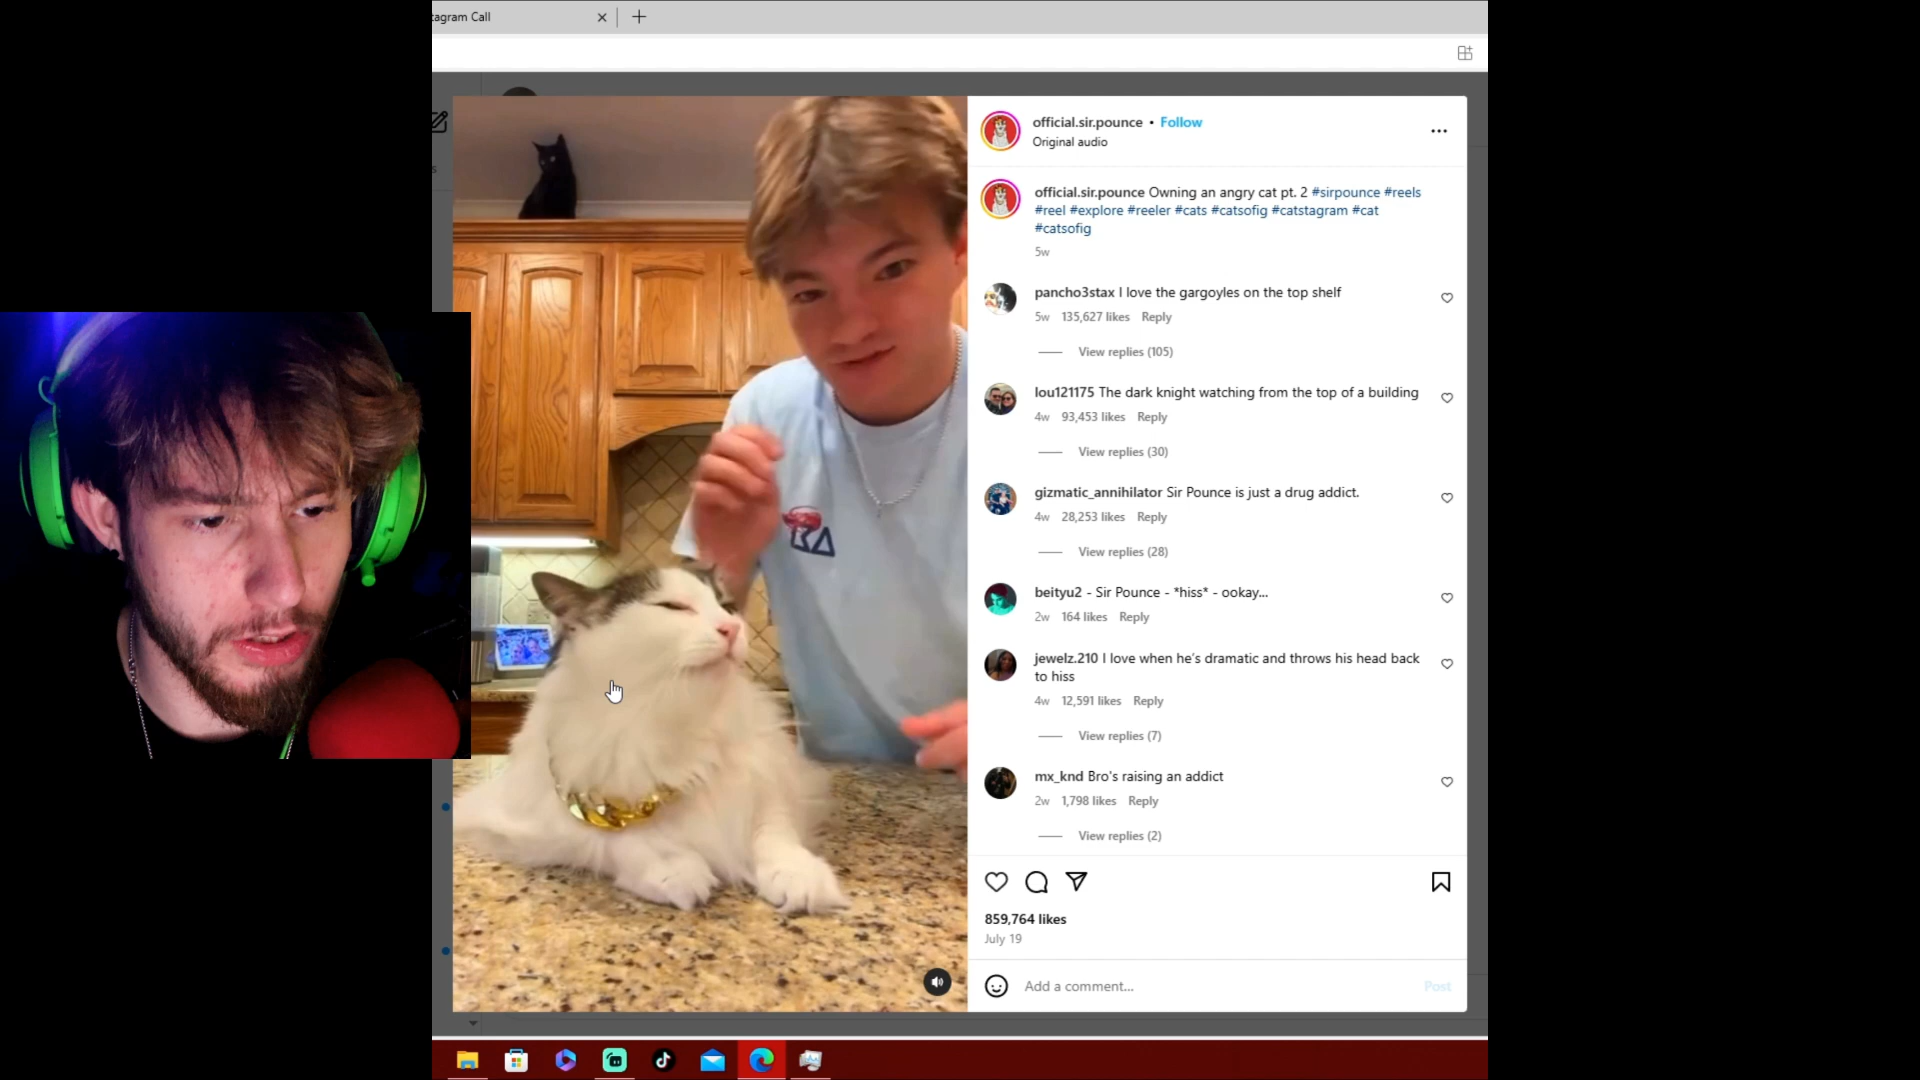 tagram Call
official.sir.pounce • Follow
Original audio
official.sir.pounce Owning an angry cat pt. 2 #sirpounce #reels
#reel #explore #reeler #cats #catsofig #catstagram #cat
#catsofig
5w
pancho3stax I love the gargoyles on the top shelf
5w 135,627 likes Reply
View replies (105)
lou121175 The dark knight watching from the top of a building
4w 93,453 likes Reply
View replies (30)
gizmatic_annihilator Sir Pounce is just a drug addict.
4w 28,253 likes Reply
View replies (28)
beityu2 - Sir Pounce - *hiss* - ookay...
2w 164 likes Reply
jewelz.210 I love when he's dramatic and throws his head back
to hiss
4w 12,591 likes Reply
View replies (7)
mx_knd Bro's raising an addict
2w 1,798 likes Reply
View replies (2)
859,764 likes
July 19
Add a comment...
Post